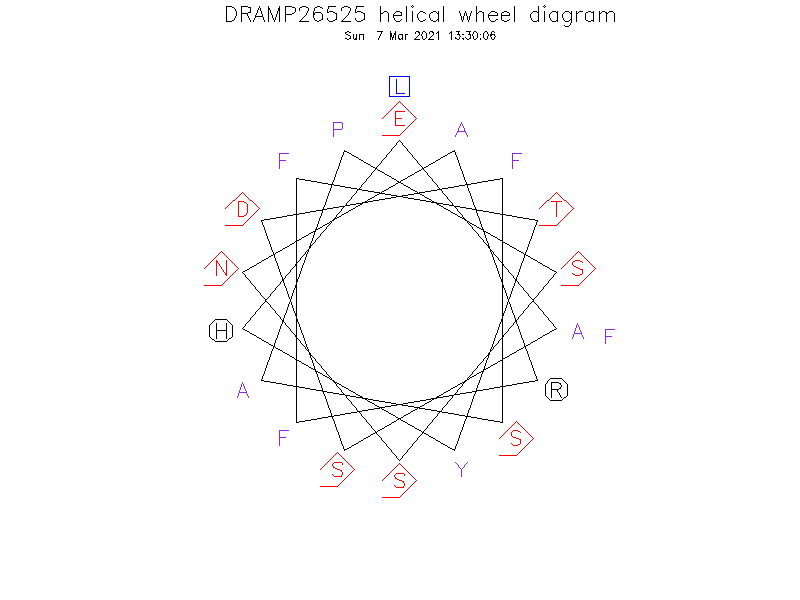 DRAMP26525 helical wheel diagram
Sun 7 Mar 2021 13:30:06
L
E
P A
F F
D T
N S
H A F
A R
F S
S S Y